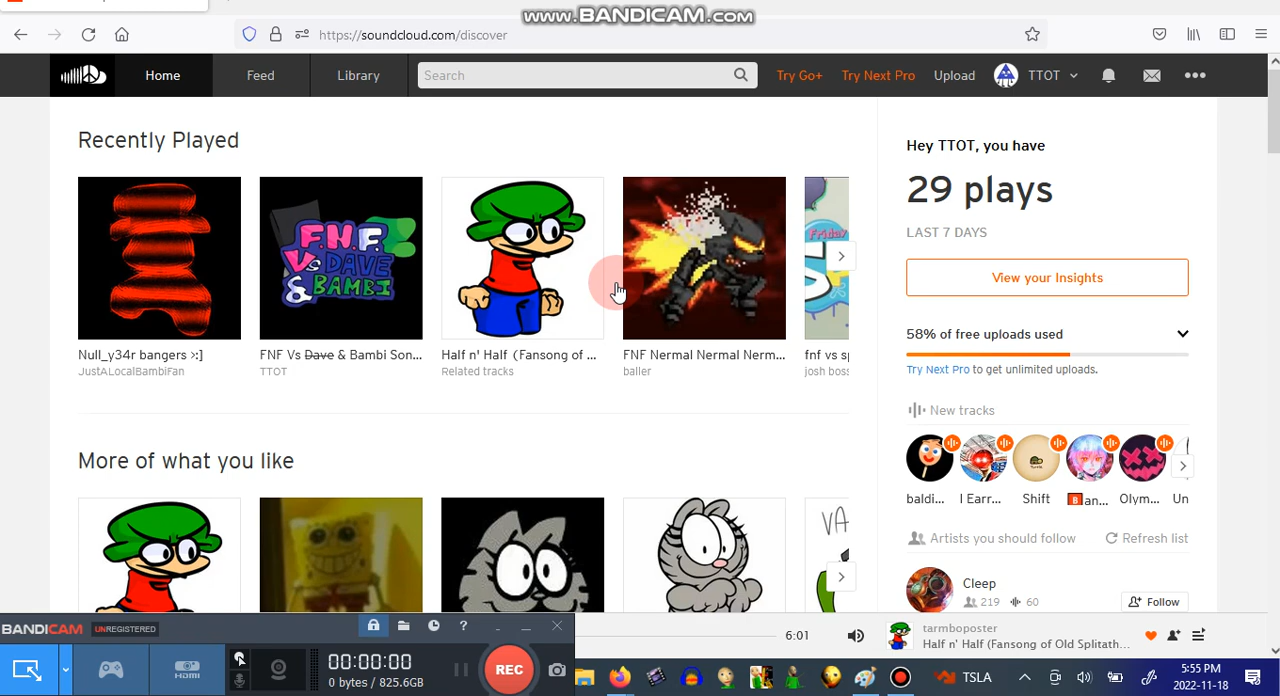 www.BANDICAM.com
https://soundcloud.com/discover
Home
Feed
Library
Search
Try Go+
Try Next Pro
Upload
TTOT
Recently Played
F.N.F.
Vs DAVE
& BAMBI
Friday
Null_y34r bangers >:]
JustALocalBambiFan
FNF Vs Dave & Bambi Son...
TTOT
Half n' Half (Fansong of ...
Related tracks
FNF Nermal Nermal Nerm...
baller
fnf vs sp
josh boss
More of what you like
VA
Hey TTOT, you have
29 plays
LAST 7 DAYS
View your Insights
58% of free uploads used
Try Next Pro to get unlimited uploads.
New tracks
baldi...
I Earr...
Shift
B an...
Olym...
Un
Artists you should follow
Refresh list
Cleep
219
60
Follow
BANDICAM
UNREGISTERED
?
HDMI
00:00:00
0 bytes / 825.6GB
REC
6:01
tarmboposter
Half n' Half (Fansong of Old Splitath...
TSLA
5:55 PM
2022-11-18